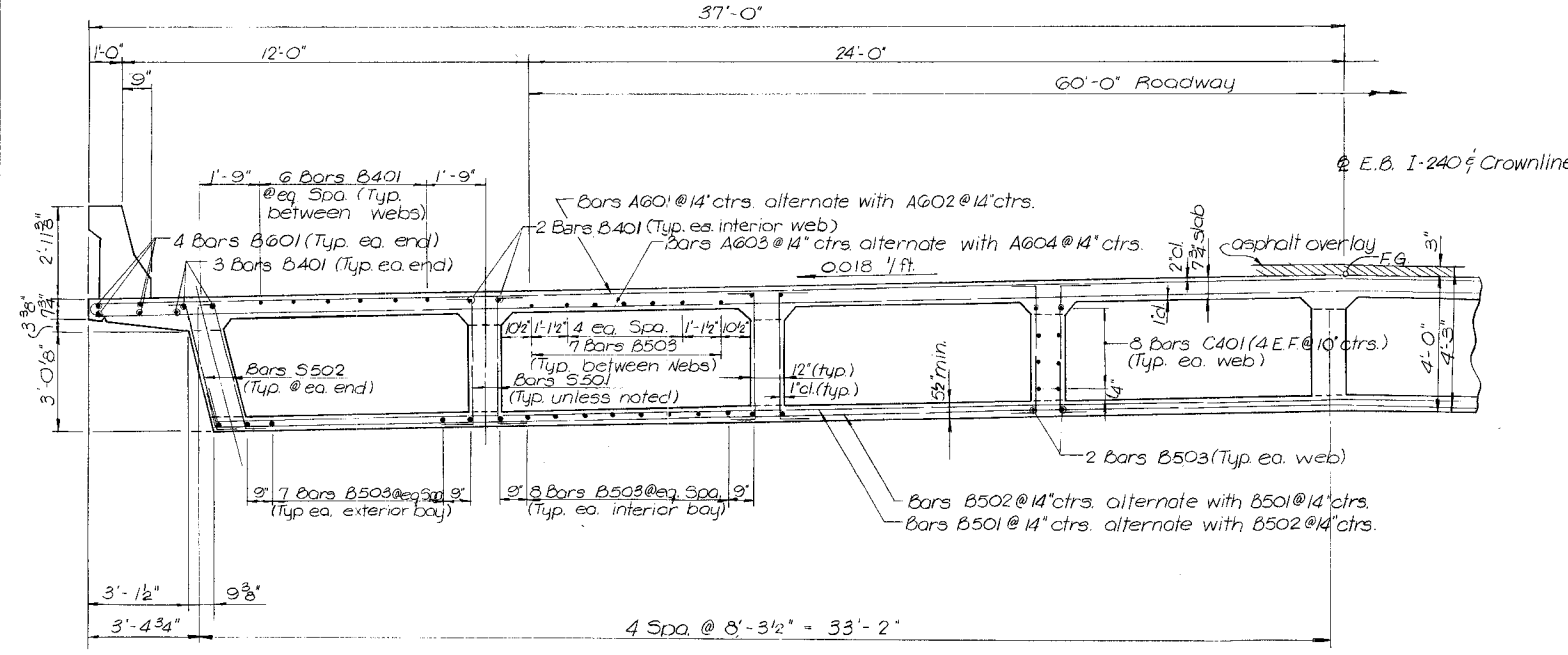 37'-0"
1'-0"
12'-0"
24'-0"
9"
60'-0" Roadway
℄ E.B. I-240 & Crownline
1'-9"
6 Bars B401
1'-9"
@ eq. Spa. (Typ.
between webs)
Bars A601 @ 14" ctrs. alternate with A602 @ 14" ctrs.
2 Bars B401 (Typ. ea. interior web)
Bars A603 @ 14" ctrs. alternate with A604 @ 14" ctrs.
4 Bars B601 (Typ. ea. end)
3 Bars B401 (Typ. ea. end)
2'-11⅜"
0.018 '/ft.
2" cl.
7¾" slab
asphalt overlay
F.G.
3"
7¾"
(3⅜")
3'-0⅛"
1" cl.
10½"
1'-1½"
4 eq. Spa.
1'-1½"
10½"
7 Bars B503
(Typ. between Webs)
8 Bars C401 (4 E.F. @ 10" ctrs.)
(Typ. ea. web)
4'-0"
4'-3"
Bars S502
(Typ. @ ea. end)
Bars S501
(Typ. unless noted)
12" (typ.)
1" cl. (typ.)
5½" min.
2 Bars B503 (Typ. ea. web)
9"
7 Bars B503 @ eq. Spa.
9"
(Typ. ea. exterior bay)
9"
8 Bars B503 @ eq. Spa.
9"
(Typ. ea. interior bay)
Bars B502 @ 14" ctrs. alternate with B501 @ 14" ctrs.
Bars B501 @ 14" ctrs. alternate with B502 @ 14" ctrs.
3'-1½"
9⅜"
3'-4¾"
4 Spa. @ 8'-3½" = 33'-2"